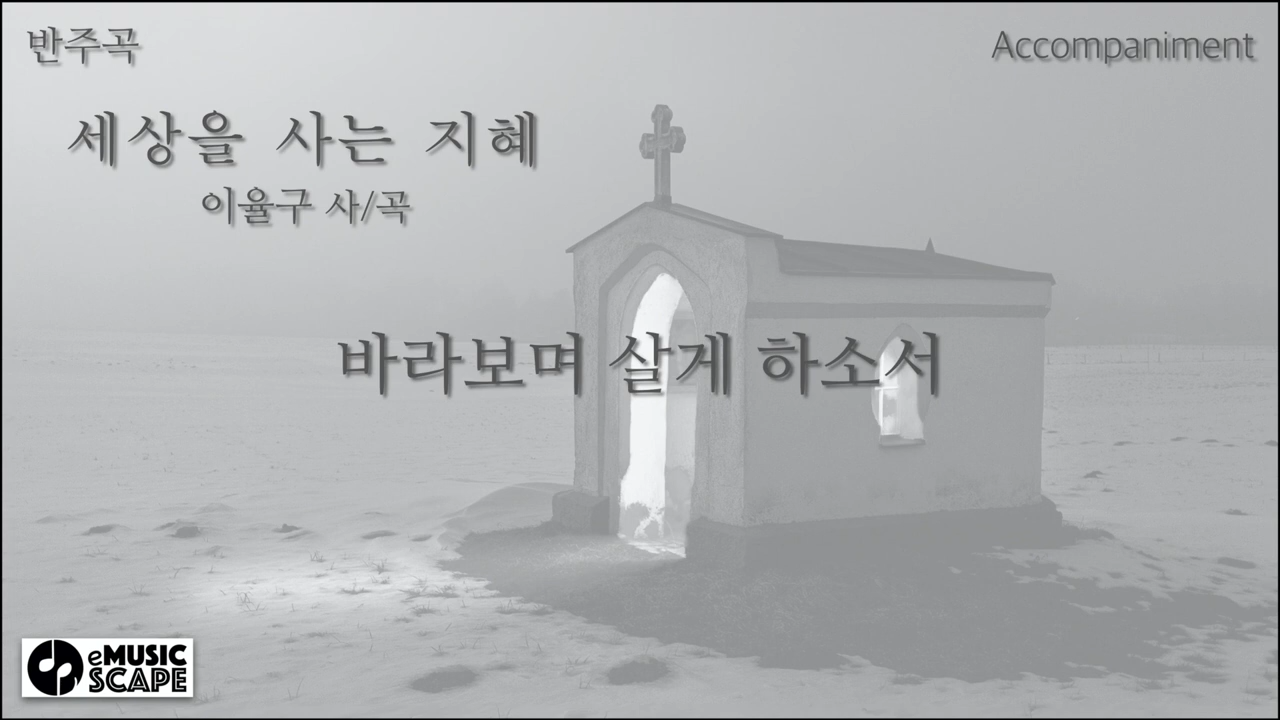 반주곡
Accompaniment
세상을 사는 지혜
이율구 사/곡
바라보며 살게 하소서
eMUSIC
SCAPE